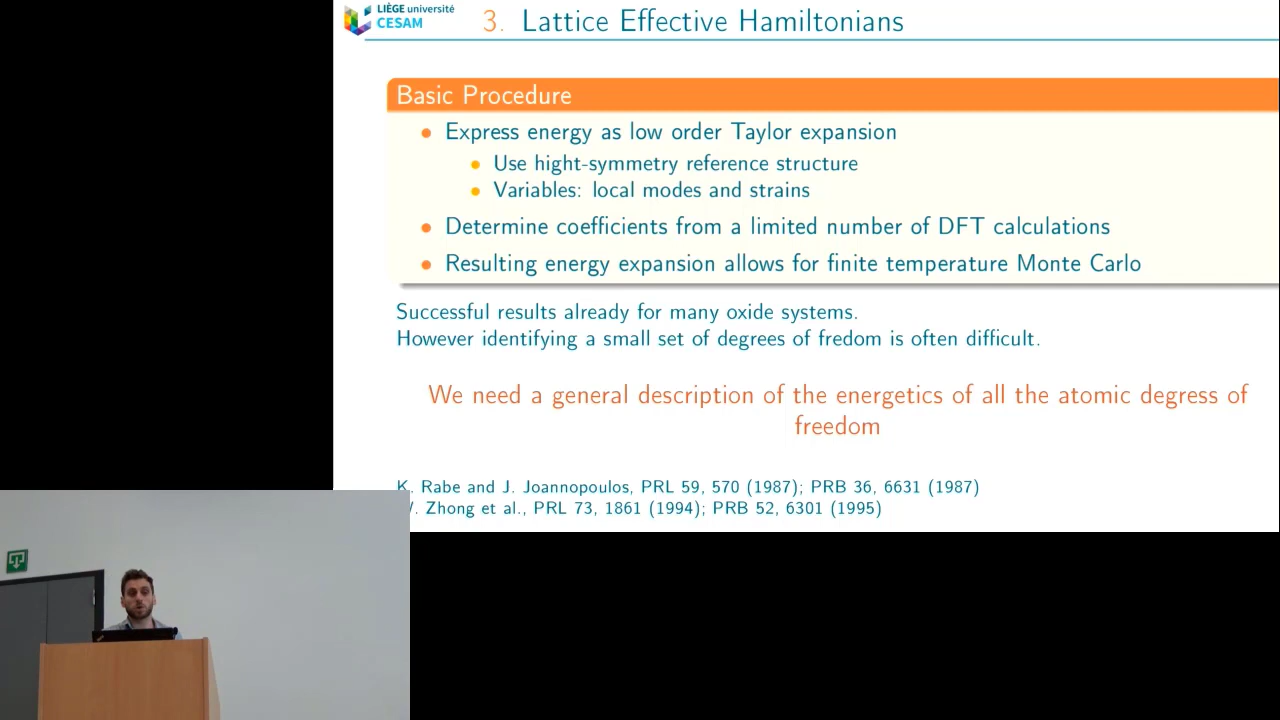 LIÈGE université
CESAM
3. Lattice Effective Hamiltonians
Basic Procedure
Express energy as low order Taylor expansion
Use hight-symmetry reference structure
Variables: local modes and strains
Determine coefficients from a limited number of DFT calculations
Resulting energy expansion allows for finite temperature Monte Carlo
Successful results already for many oxide systems.
However identifying a small set of degrees of fredom is often difficult.
We need a general description of the energetics of all the atomic degress of
freedom
K. Rabe and J. Joannopoulos, PRL 59, 570 (1987); PRB 36, 6631 (1987)
. Zhong et al., PRL 73, 1861 (1994); PRB 52, 6301 (1995)